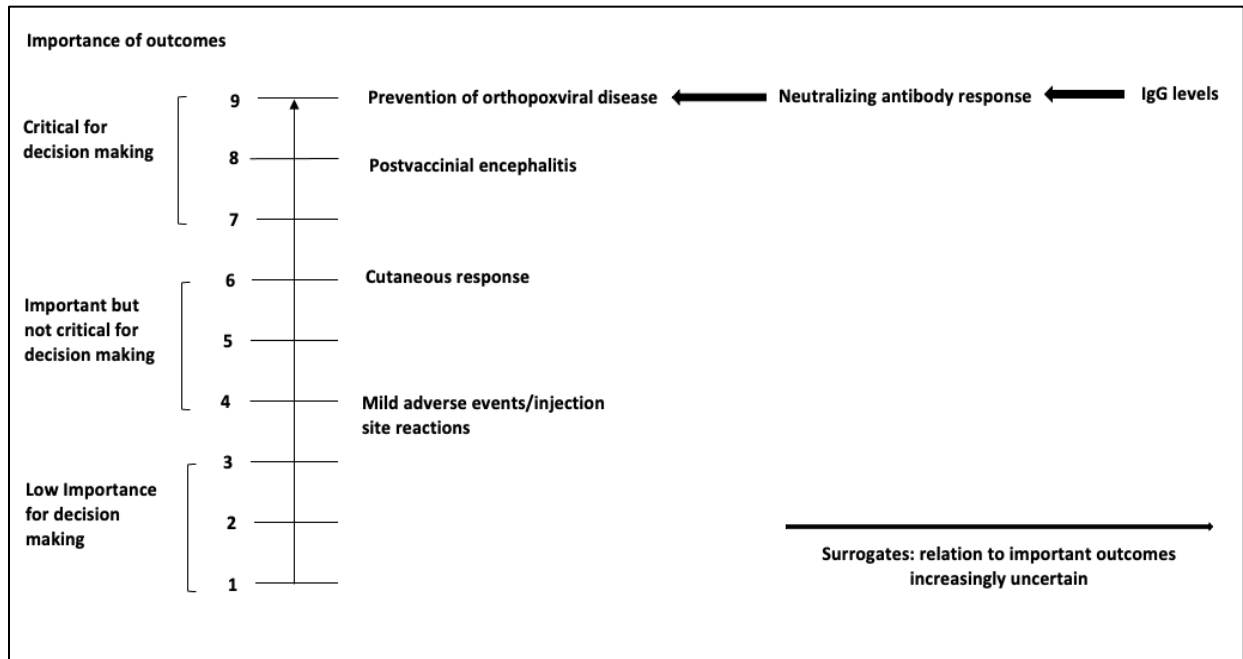 Importance of outcomes
9
Prevention of orthopoxviral disease
Neutralizing antibody response
IgG levels
Critical for
decision making
8
Postvaccinial encephalitis
7
6
Cutaneous response
Important but
not critical for
decision making
5
4
Mild adverse events/injection
site reactions
3
Low Importance
for decision
making
2
1
Surrogates: relation to important outcomes
increasingly uncertain